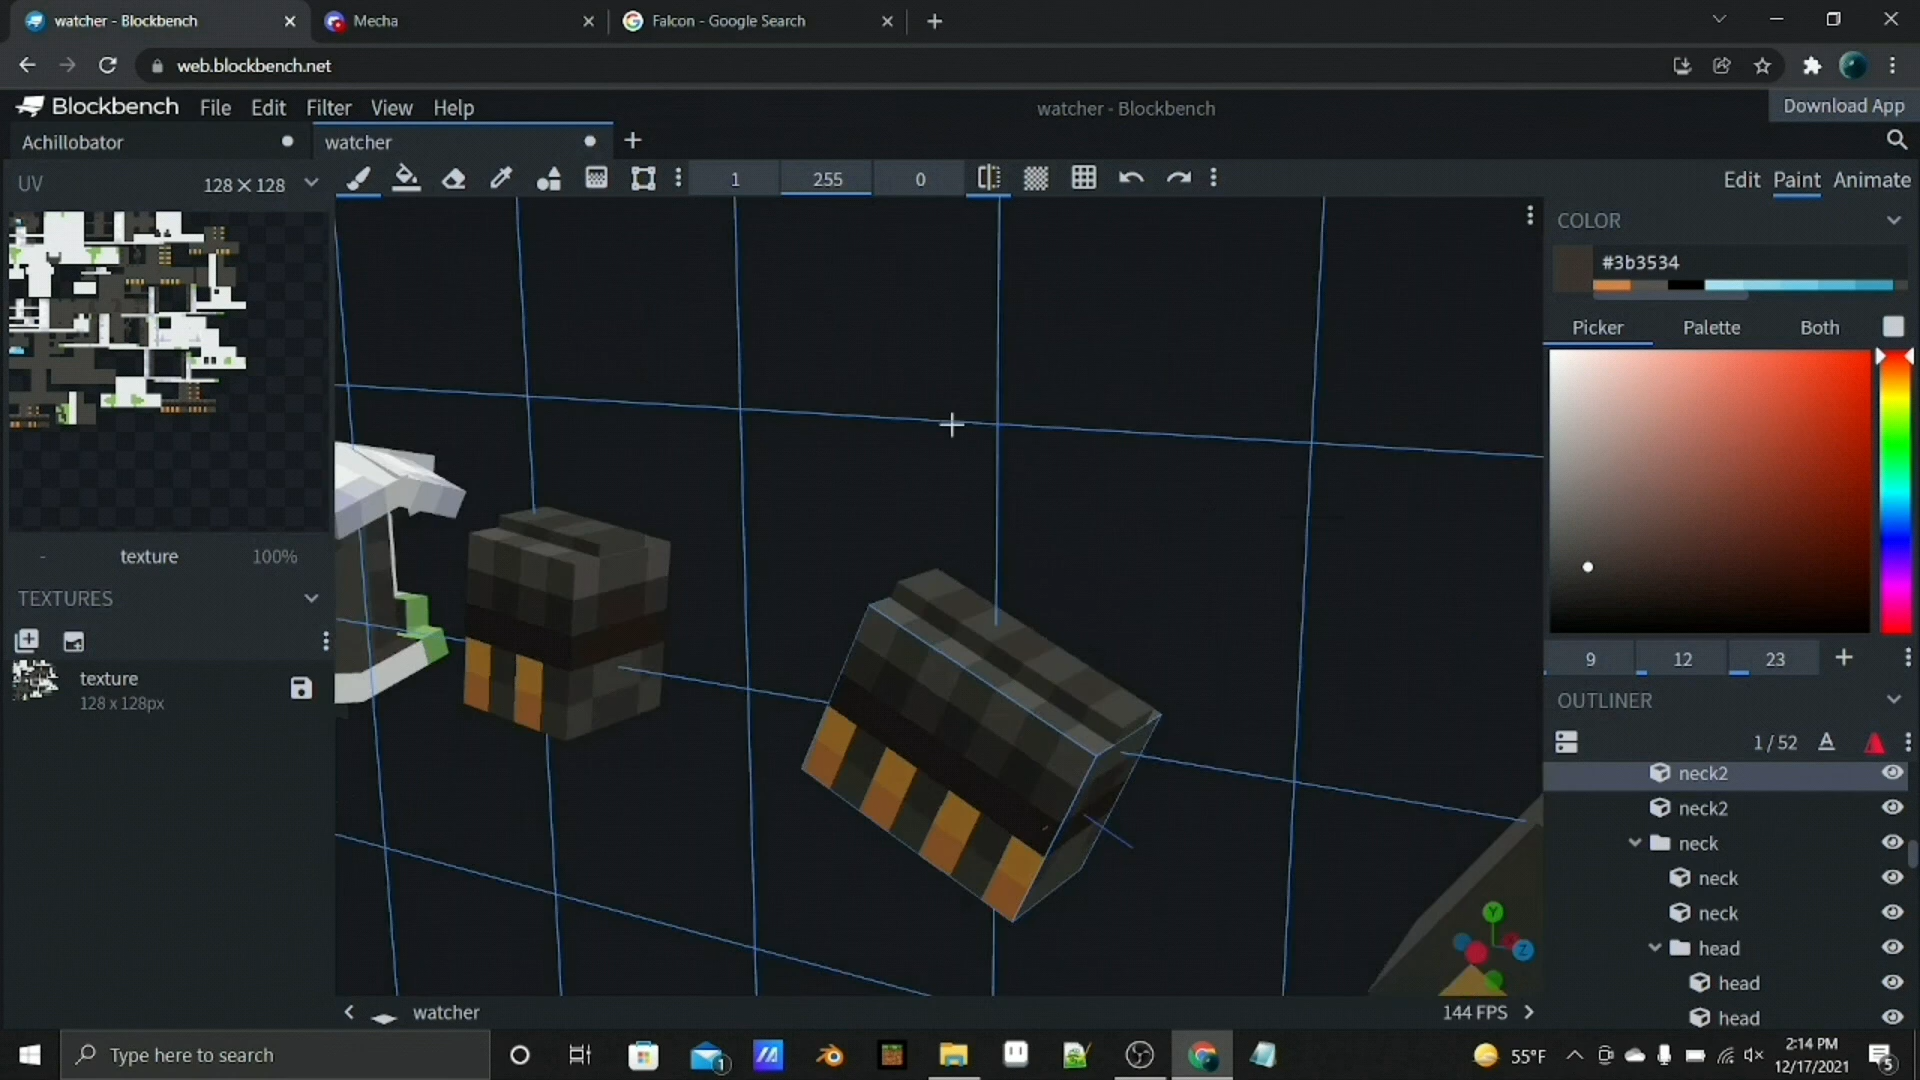 watcher - Blockbench
Mecha
Falcon - Google Search
web.blockbench.net
Blockbench
File
Edit
Filter
View
Help
watcher - Blockbench
Download App
Achillobator
watcher
UV
128 × 128
1
255
0
Edit
Paint
Animate
COLOR
#3b3534
Picker
Palette
Both
-
texture
100%
TEXTURES
texture
128 x 128px
9
12
23
OUTLINER
1 / 52
A
neck2
neck2
neck
neck
neck
head
head
head
Y
Z
watcher
144 FPS
Type here to search
1
55°F
2:14 PM
12/17/2021
5